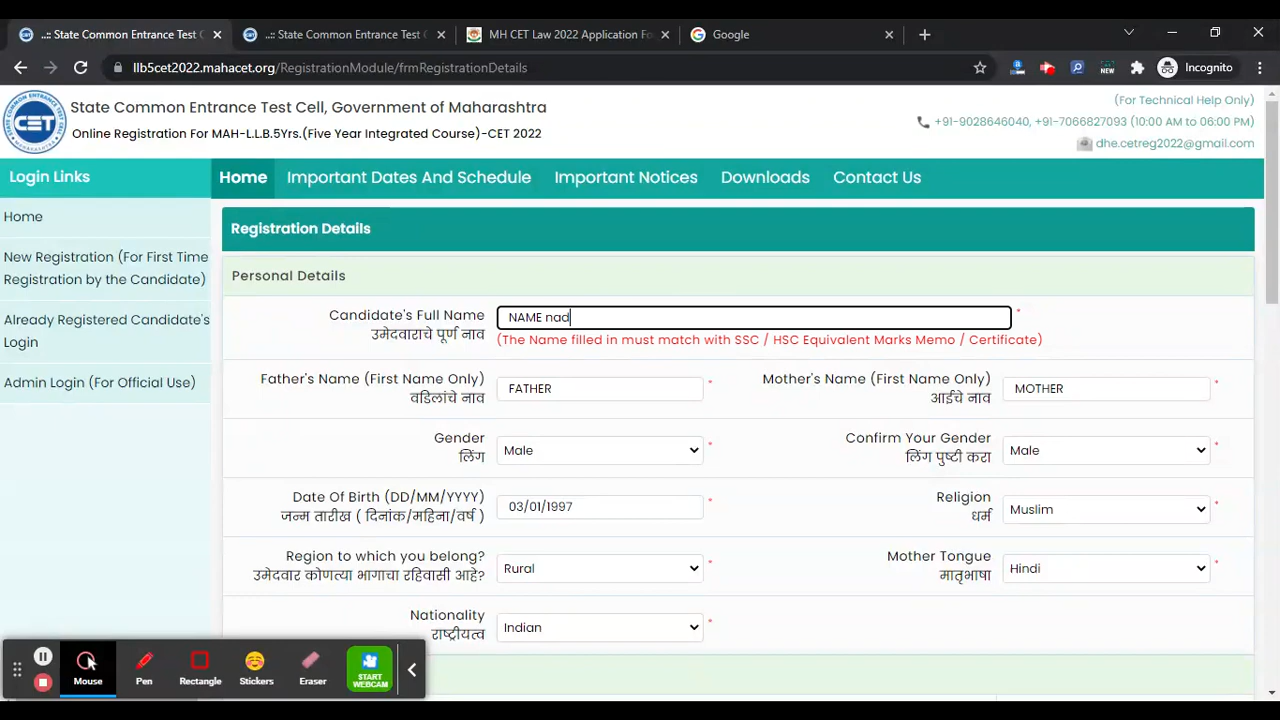 ..:: State Common Entrance Test C
..:: State Common Entrance Test C
MH CET Law 2022 Application Fo
Google
llb5cet2022.mahacet.org/RegistrationModule/frmRegistrationDetails
NEW
Incognito
CET
State Common Entrance Test Cell, Government of Maharashtra
Online Registration For MAH-L.L.B.5Yrs.(Five Year Integrated Course)-CET 2022
(For Technical Help Only)
+91-9028646040, +91-7066827093 (10:00 AM to 06:00 PM)
dhe.cetreg2022@gmail.com
Login Links
Home
Important Dates And Schedule
Important Notices
Downloads
Contact Us
Home
New Registration (For First Time
Registration by the Candidate)
Already Registered Candidate's
Login
Admin Login (For Official Use)
Registration Details
Personal Details
Candidate's Full Name
उमेदवाराचे पूर्ण नाव
NAME nad
*
(The Name filled in must match with SSC / HSC Equivalent Marks Memo / Certificate)
Father's Name (First Name Only)
वडिलांचे नाव
FATHER
*
Mother's Name (First Name Only)
आईचे नाव
MOTHER
*
Gender
लिंग
Male
*
Confirm Your Gender
लिंग पुष्टी करा
Male
*
Date Of Birth (DD/MM/YYYY)
जन्म तारीख ( दिनांक/महिना/वर्ष )
03/01/1997
*
Religion
धर्म
Muslim
*
Region to which you belong?
उमेदवार कोणत्या भागाचा रहिवासी आहे?
Rural
*
Mother Tongue
मातृभाषा
Hindi
*
Nationality
राष्ट्रीयत्व
Indian
*
Mouse
Pen
Rectangle
Stickers
Eraser
START
WEBCAM